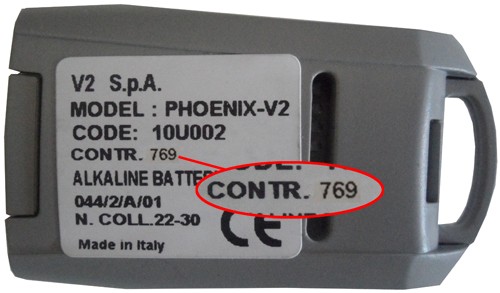 V2 S.p.A.
MODEL : PHOENIX-V2
CODE: 10U002
CONTR. 769
ALKALINE BATTER
CONTR. 769
044/2/A/01
N. COLL.22-30
CE
Made in Italy